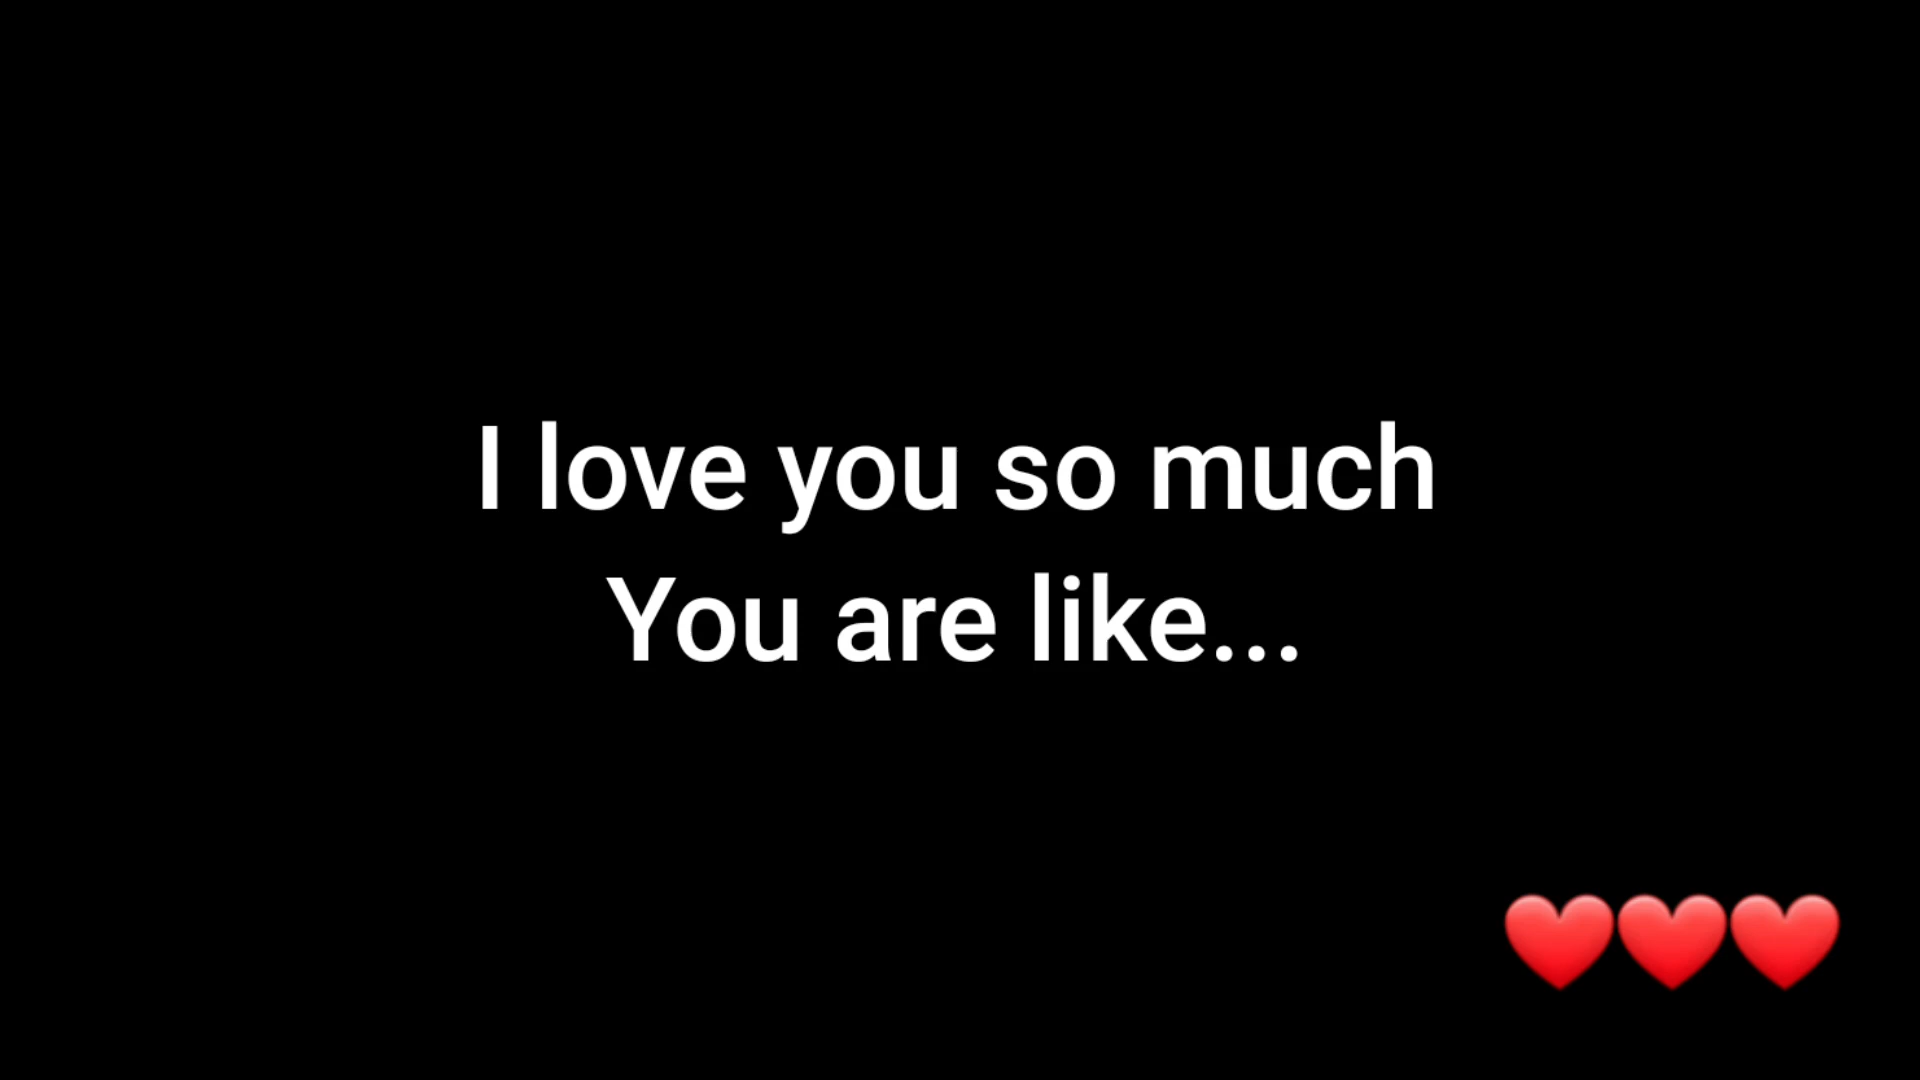 I love you so much
You are like...
❤️❤️❤️